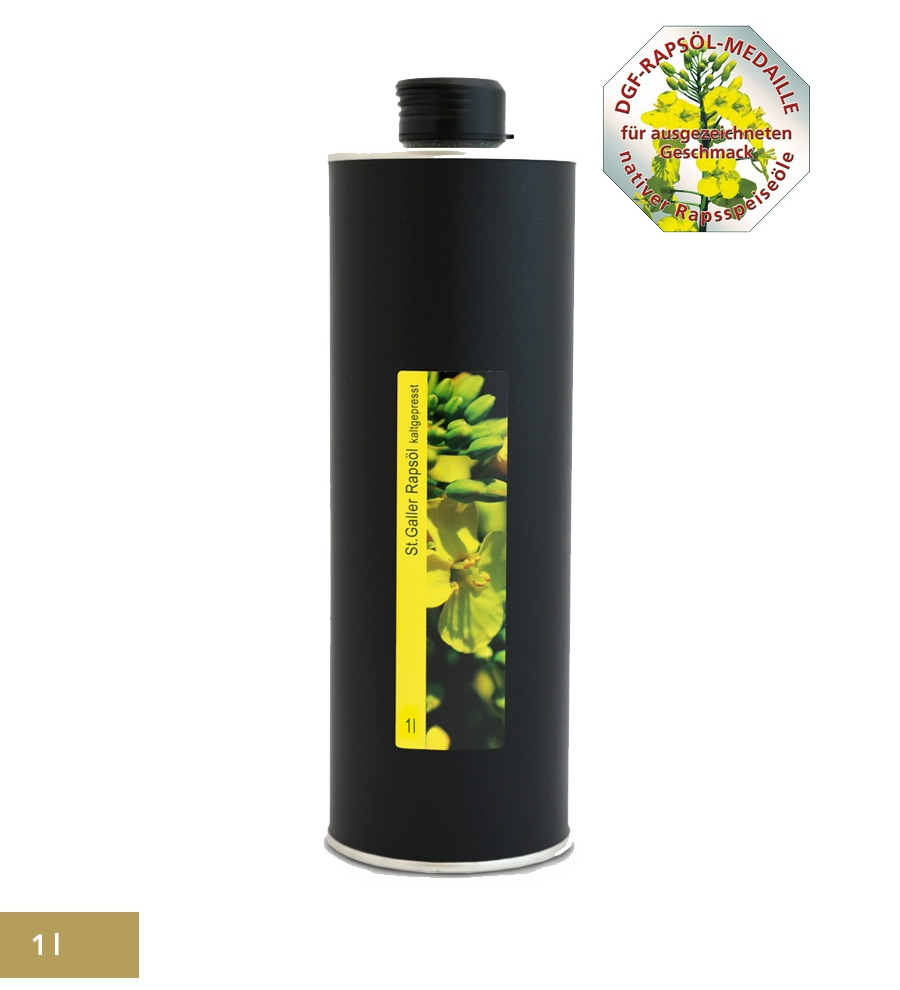 DGF-RAPSÖL-MEDAILLE
für ausgezeichneten
Geschmack
nativer Rapsspeiseöle
St.Galler Rapsöl kaltgepresst
1l
1 l